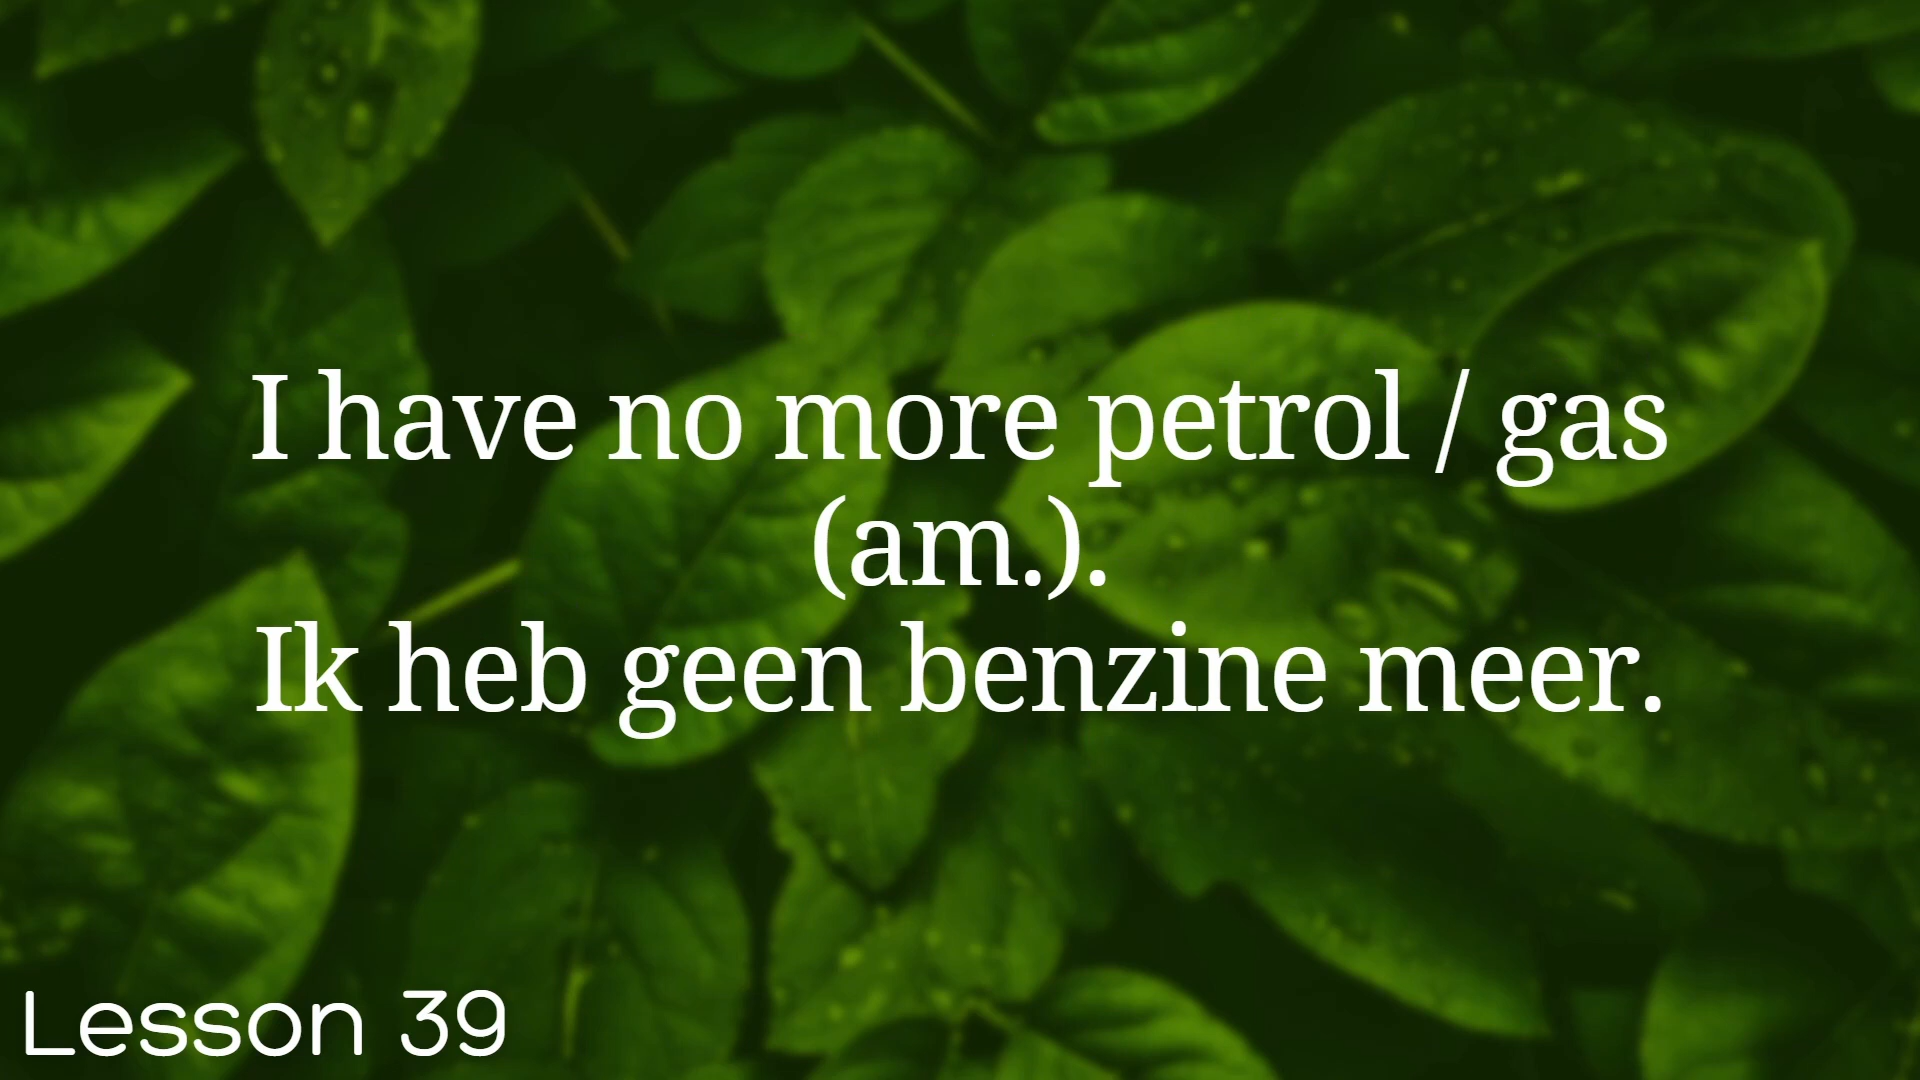 I have no more petrol / gas
(am.).
Ik heb geen benzine meer.
Lesson 39